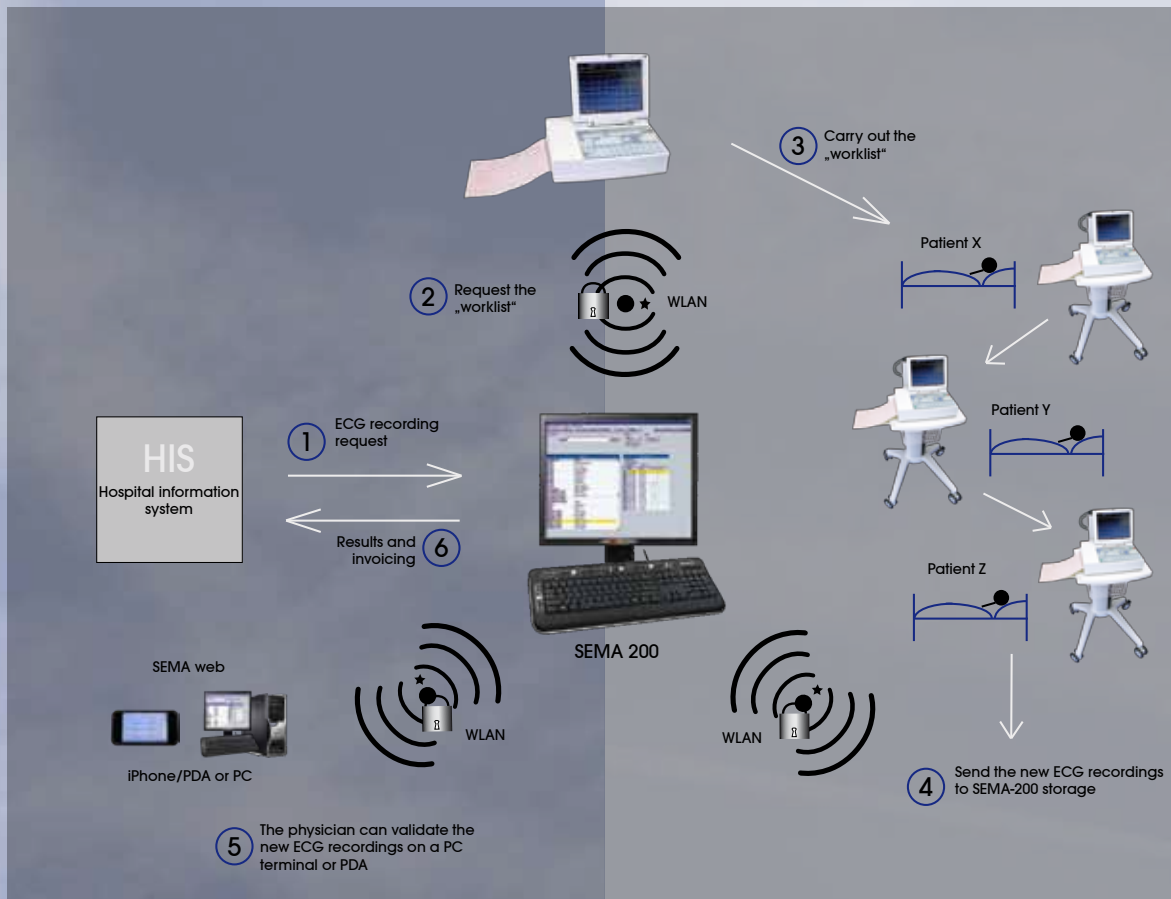 3
Carry out the
„worklist“
Patient X
2
Request the
„worklist“
WLAN
Patient Y
1
ECG recording
request
HIS
Hospital information
system
Results and
invoicing
6
Patient Z
SEMA 200
SEMA web
WLAN
WLAN
iPhone/PDA or PC
4
Send the new ECG recordings
to SEMA-200 storage
5
The physician can validate the
new ECG recordings on a PC
terminal or PDA